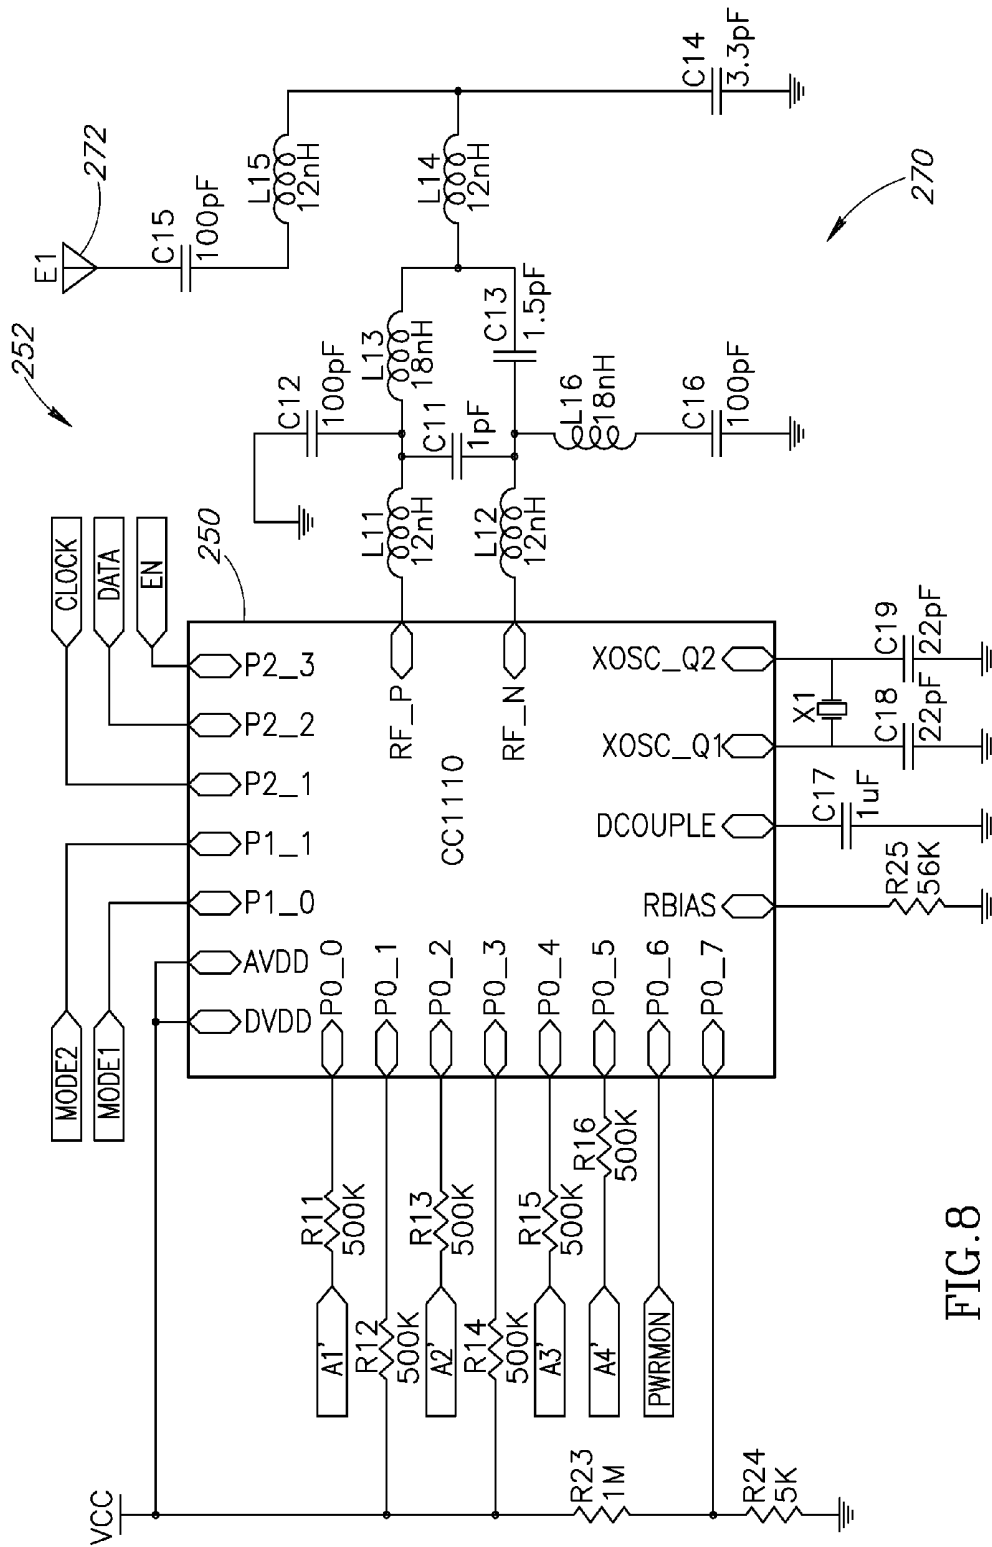 VCC
MODE2
MODE1
CLOCK
DATA
EN
252
E1
272
C15
100pF
L15
12nH
250
DVDD
AVDD
P1_0
P1_1
P2_1
P2_2
P2_3
C12
100pF
L13
18nH
L11
12nH
C11
1pF
L14
12nH
A1'
R11
500K
P0_0
R12
500K
P0_1
A2'
R13
500K
P0_2
R14
500K
P0_3
A3'
R15
500K
P0_4
A4'
R16
500K
P0_5
PWRMON
P0_6
P0_7
R23
1M
R24
5K
CC1110
RF_P
RF_N
L12
12nH
C13
1.5pF
L16
18nH
C16
100pF
C14
3.3pF
RBIAS
DCOUPLE
XOSC_Q1
XOSC_Q2
R25
56K
C17
1uF
X1
C18
22pF
C19
22pF
270
FIG.8